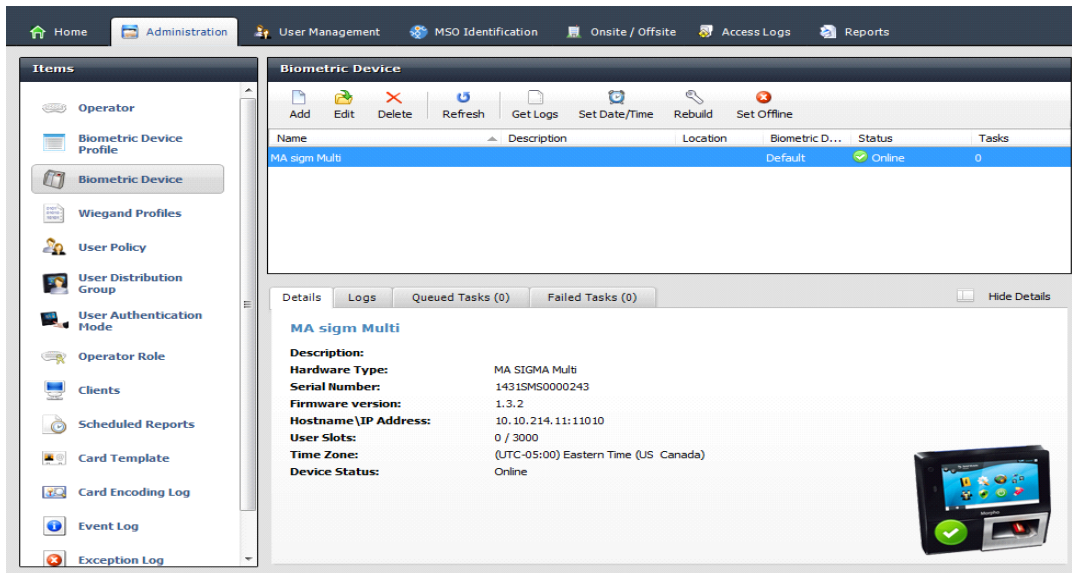 Home Administration User Management MSO Identification Onsite / Offsite Access Logs Reports
Items
Operator
Biometric Device
Profile
Biometric Device
Wiegand Profiles
User Policy
User Distribution
Group
User Authentication
Mode
Operator Role
Clients
Scheduled Reports
Card Template
Card Encoding Log
Event Log
Exception Log
Biometric Device
Add Edit Delete Refresh Get Logs Set Date/Time Rebuild Set Offline
Name Description Location Biometric D... Status Tasks
MA sigm Multi Default Online 0
Details Logs Queued Tasks (0) Failed Tasks (0) Hide Details
MA sigm Multi
Description:
Hardware Type: MA SIGMA Multi
Serial Number: 1431SMS0000243
Firmware version: 1.3.2
Hostname\IP Address: 10.10.214.11:11010
User Slots: 0 / 3000
Time Zone: (UTC-05:00) Eastern Time (US Canada)
Device Status: Online
Morpho